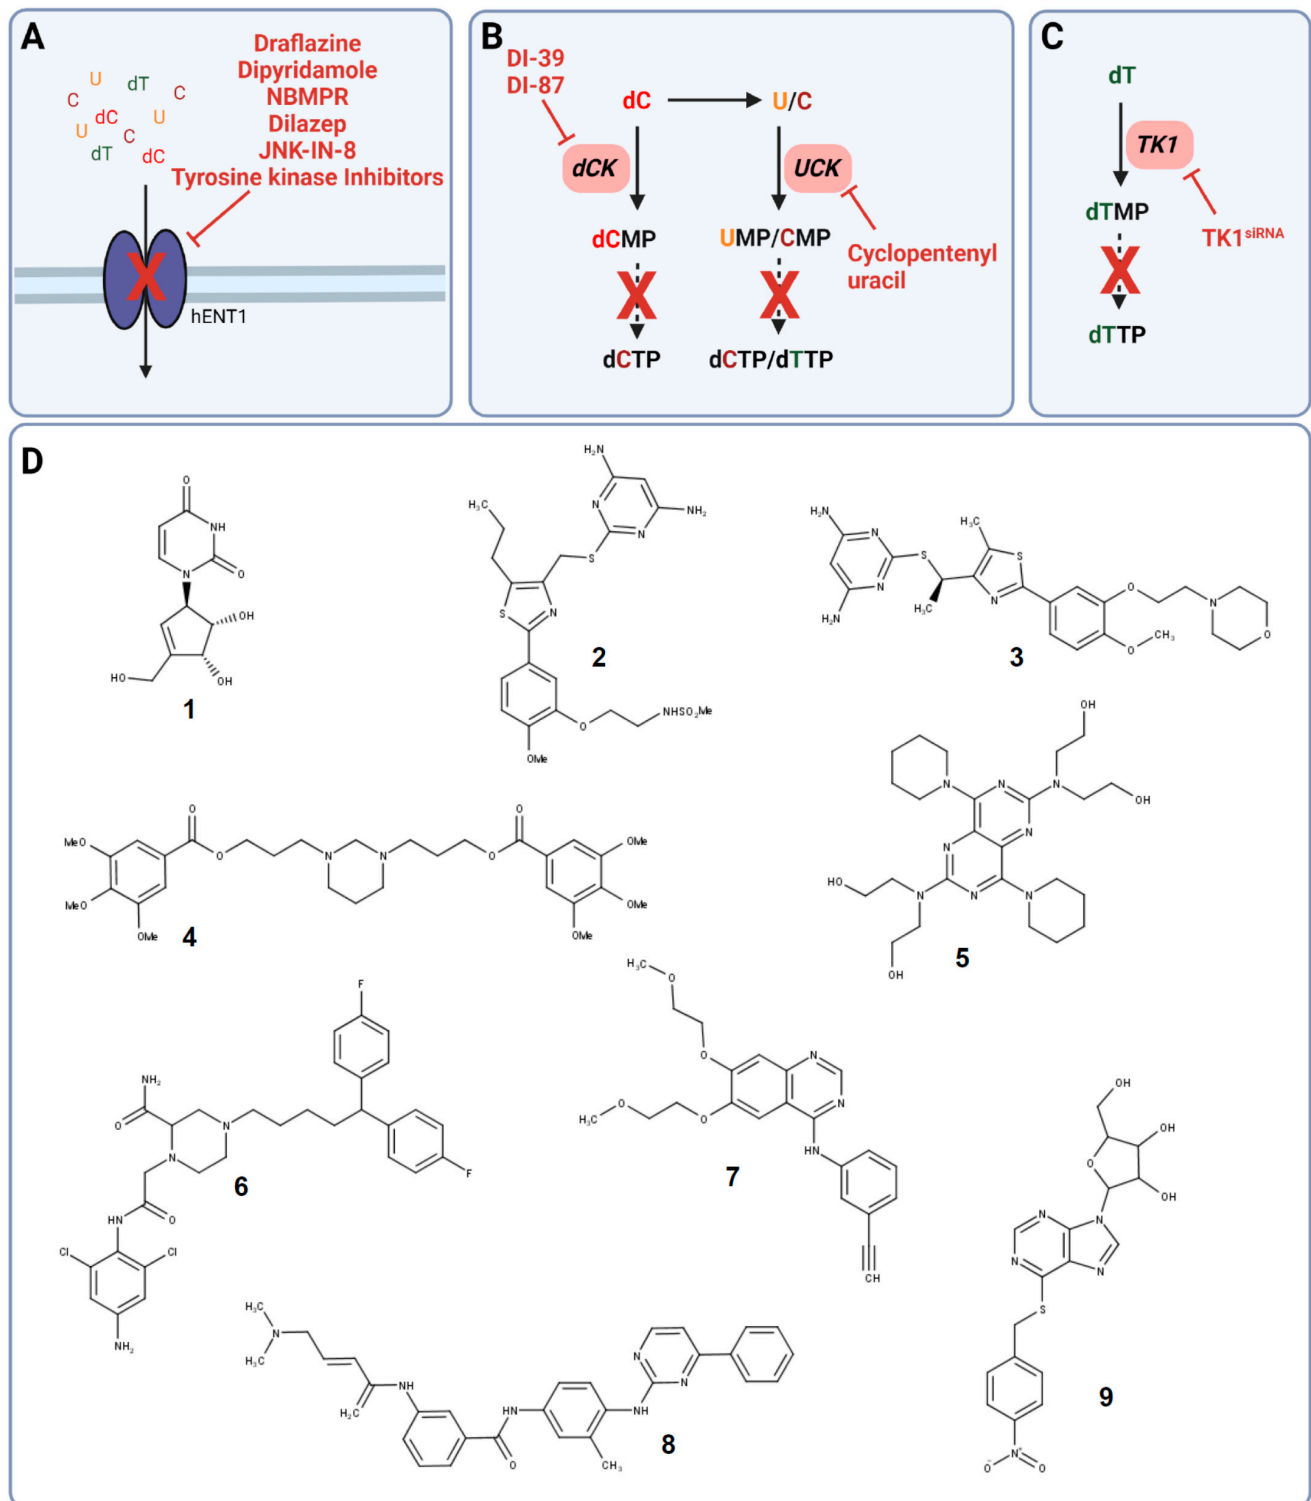 A
Draflazine
Dipyridamole
NBMPR
Dilazep
JNK-IN-8
Tyrosine kinase Inhibitors
U
dT
C
C
dC
U
U
C
dT
dC
X
hENT1
B
DI-39
DI-87
dC
U/C
dCK
UCK
dCMP
UMP/CMP
Cyclopentenyl
uracil
X
X
dCTP
dCTP/dTTP
C
dT
TK1
dTMP
TK1siRNA
X
dTTP
D
O
NH
O
N
OH
HO
OH
1
H2N
H3C
N
NH2
N
S
S
N
2
NHSO2Me
O
OMe
H3C
H2N
N
S
S
N
N
H3C
H2N
O
N
O
CH3
O
3
O
O
MeO
O
N
N
O
OMe
MeO
OMe
OMe
OMe
4
OH
N
N
N
OH
N
N
HO
N
N
N
OH
5
F
NH2
O
N
N
F
HN
O
Cl
Cl
NH2
6
H3C
O
O
N
O
N
H3C
O
HN
CH
7
H3C
N
H3C
NH
H2C
NH
O
N
N
NH
CH3
8
OH
OH
O
OH
N
N
N
N
S
N+
O-
O
9